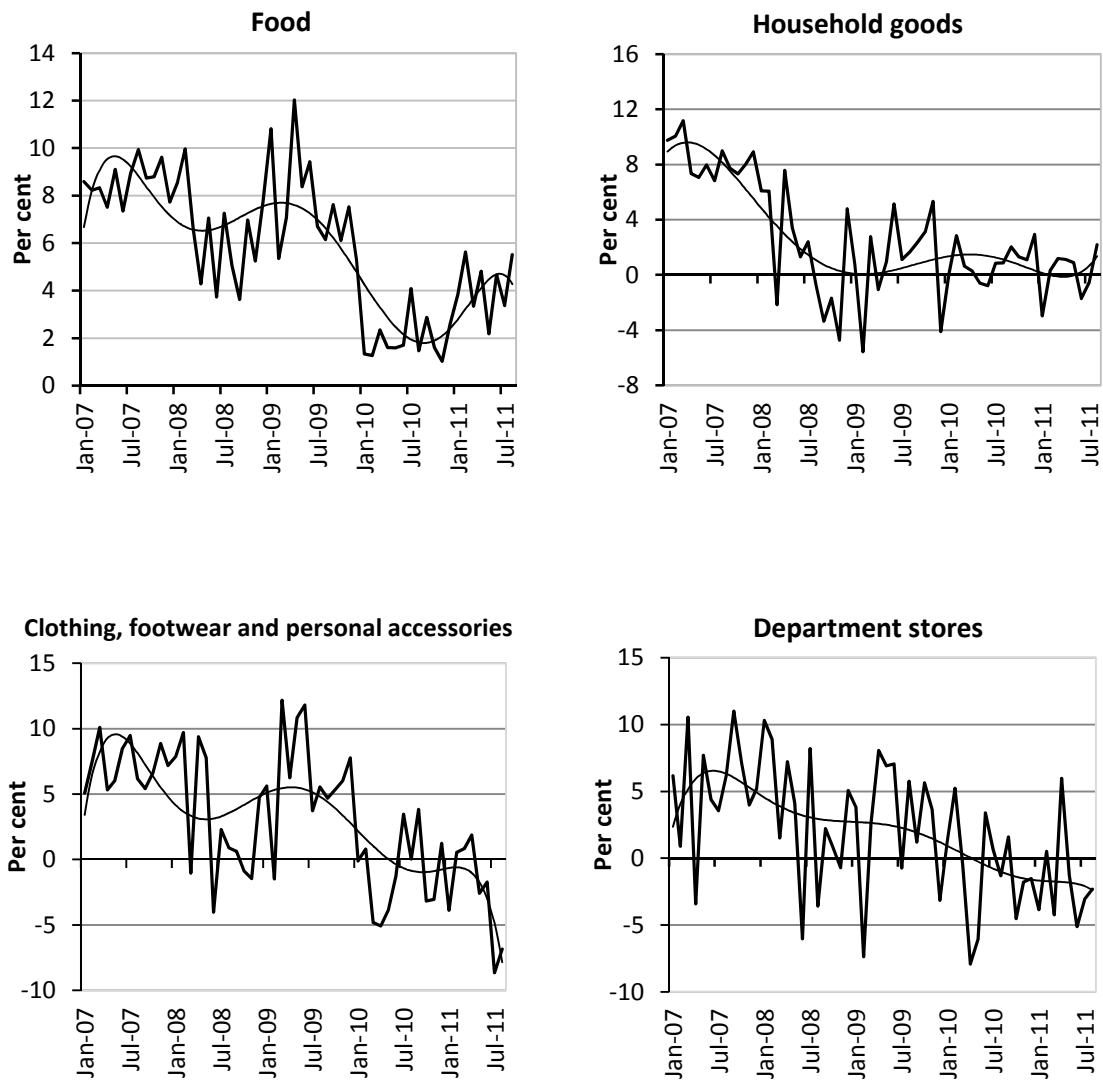 Food
Per cent
14
12
10
8
6
4
2
0
Jan-07
Jul-07
Jan-08
Jul-08
Jan-09
Jul-09
Jan-10
Jul-10
Jan-11
Jul-11
Household goods
Per cent
16
12
8
4
0
-4
-8
Jan-07
Jul-07
Jan-08
Jul-08
Jan-09
Jul-09
Jan-10
Jul-10
Jan-11
Jul-11
Clothing, footwear and personal accessories
Per cent
15
10
5
0
-5
-10
Jan-07
Jul-07
Jan-08
Jul-08
Jan-09
Jul-09
Jan-10
Jul-10
Jan-11
Jul-11
Department stores
Per cent
15
10
5
0
-5
-10
Jan-07
Jul-07
Jan-08
Jul-08
Jan-09
Jul-09
Jan-10
Jul-10
Jan-11
Jul-11